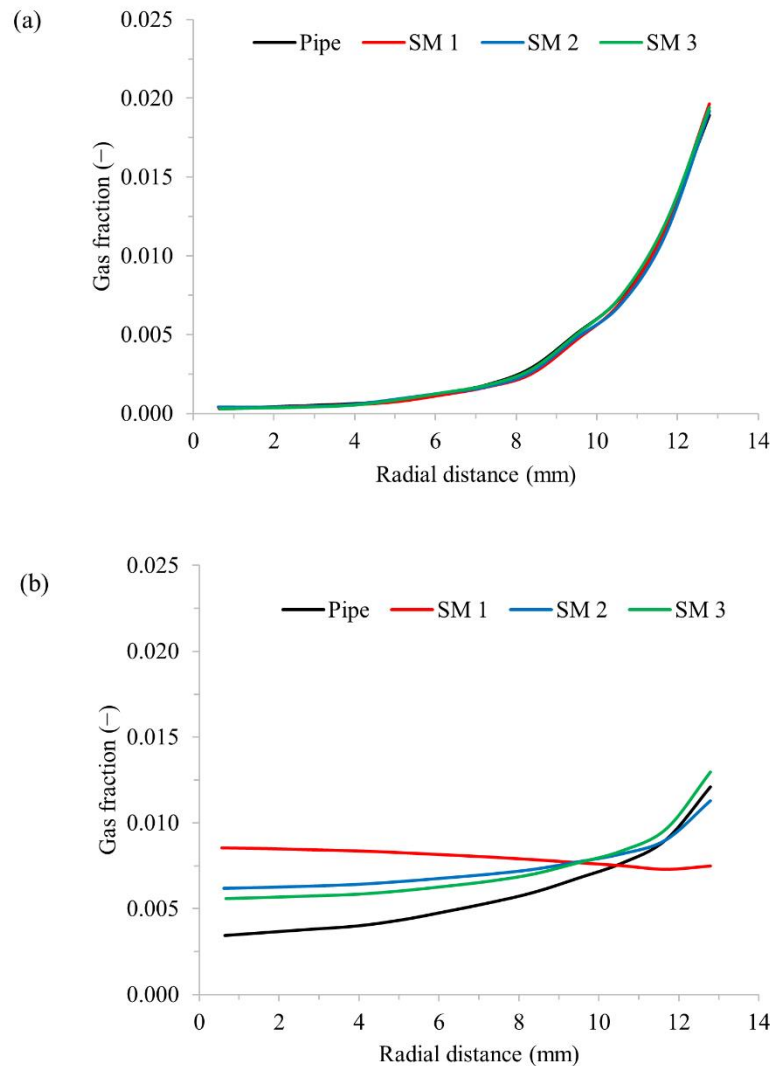 (a)
Pipe SM 1 SM 2 SM 3
0.025
0.020
0.015
0.010
0.005
0.000
Gas fraction (−)
0 2 4 6 8 10 12 14
Radial distance (mm)
(b)
Pipe SM 1 SM 2 SM 3
0.025
0.020
0.015
0.010
0.005
0.000
Gas fraction (−)
0 2 4 6 8 10 12 14
Radial distance (mm)